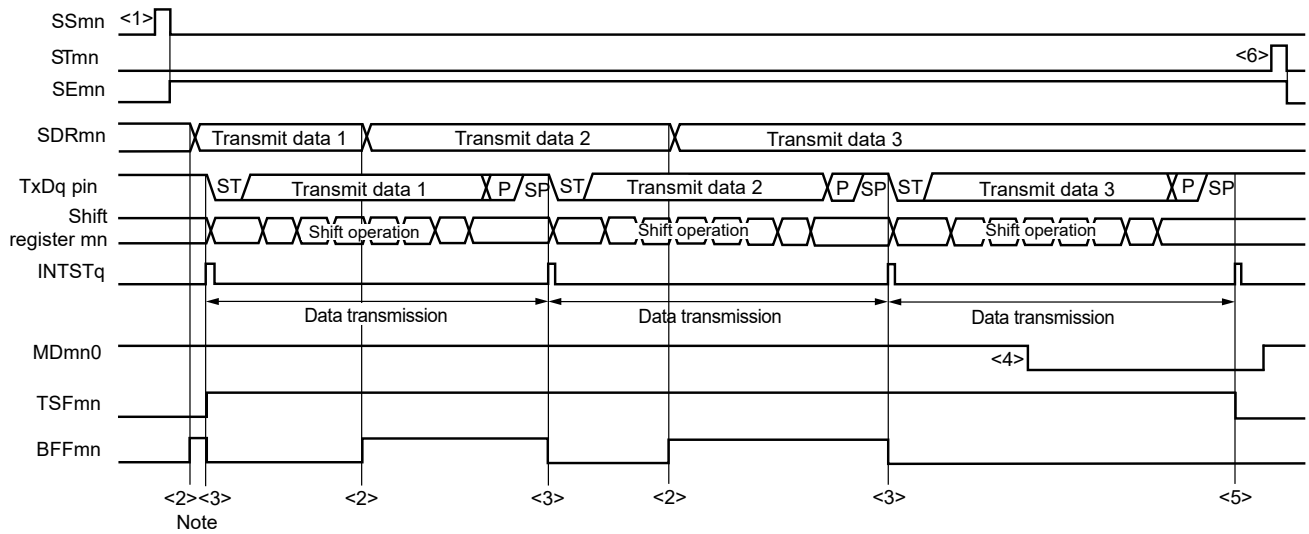 SSmn <1>
STmn <6>
SEmn
SDRmn Transmit data 1 Transmit data 2 Transmit data 3
TxDq pin ST Transmit data 1 P SP ST Transmit data 2 P SP ST Transmit data 3 P SP
Shift
register mn Shift operation Shift operation Shift operation
INTSTq
Data transmission Data transmission Data transmission
MDmn0 <4>
TSFmn
BFFmn
<2> <3> <2> <3> <2> <3> <5>
Note